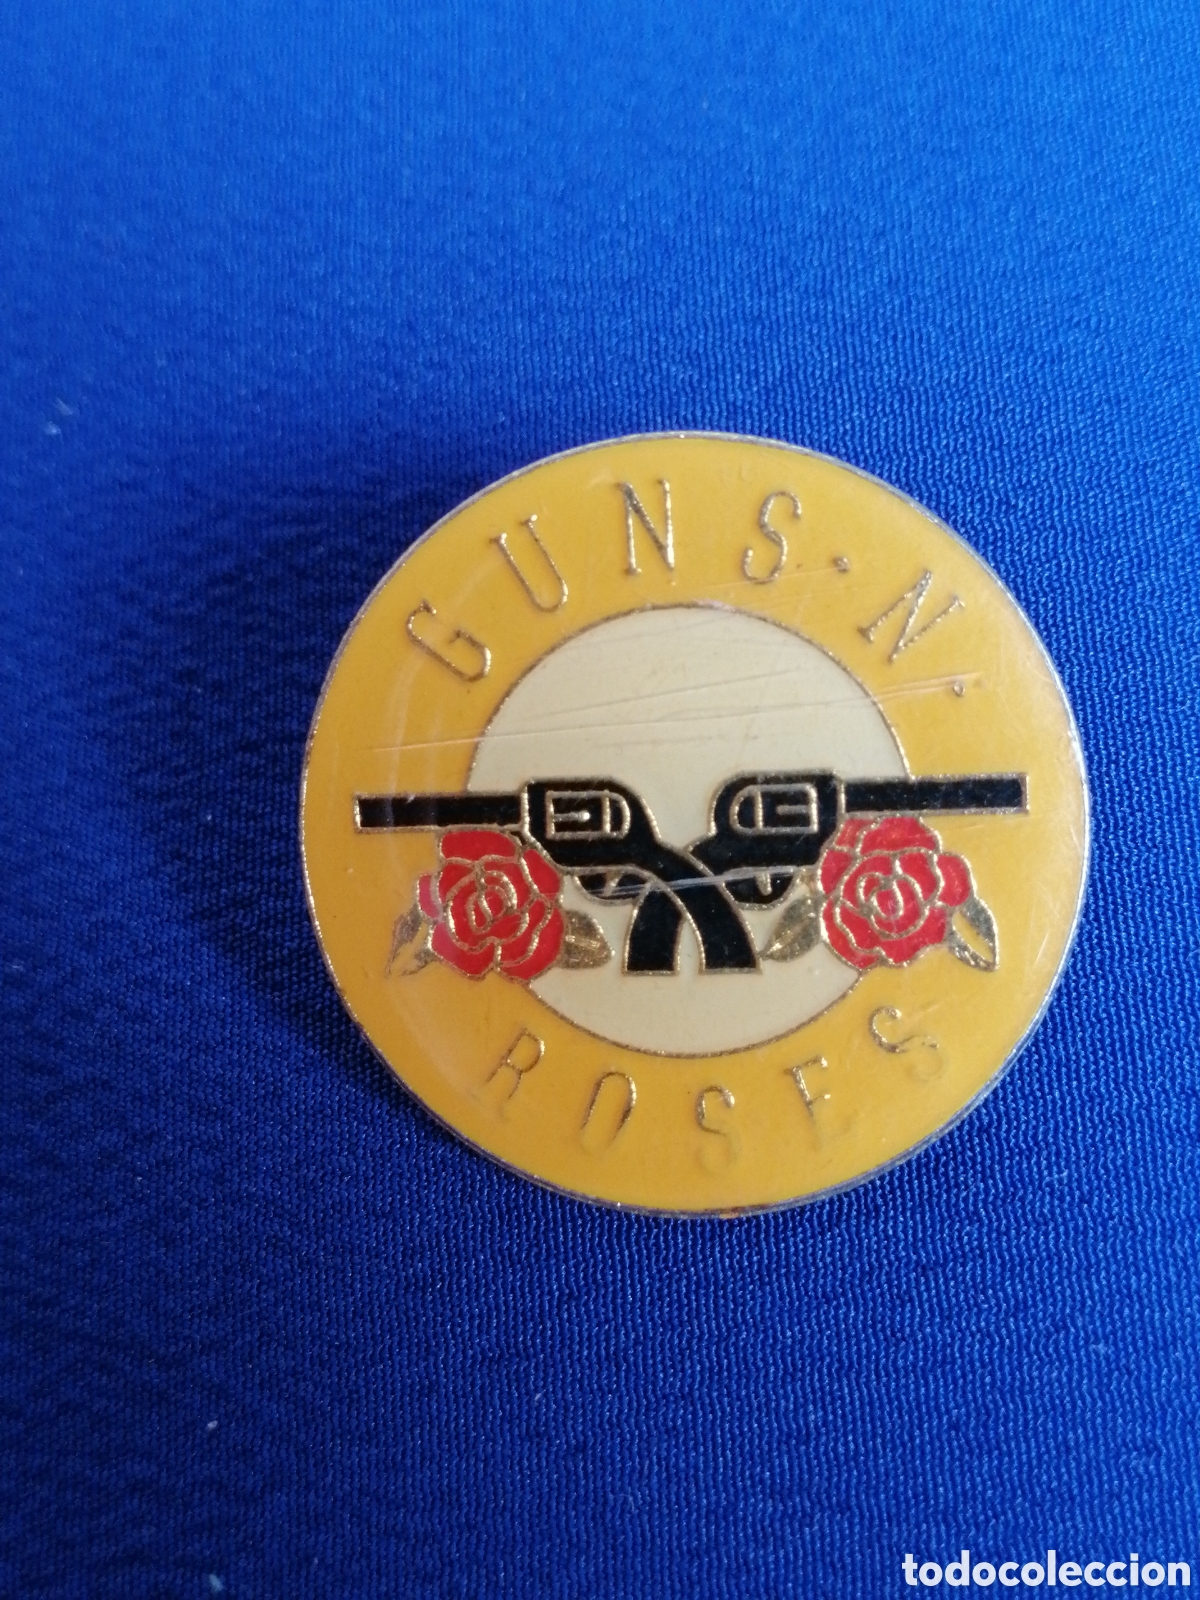 GUNS. N.
ROSES
todocoleccion